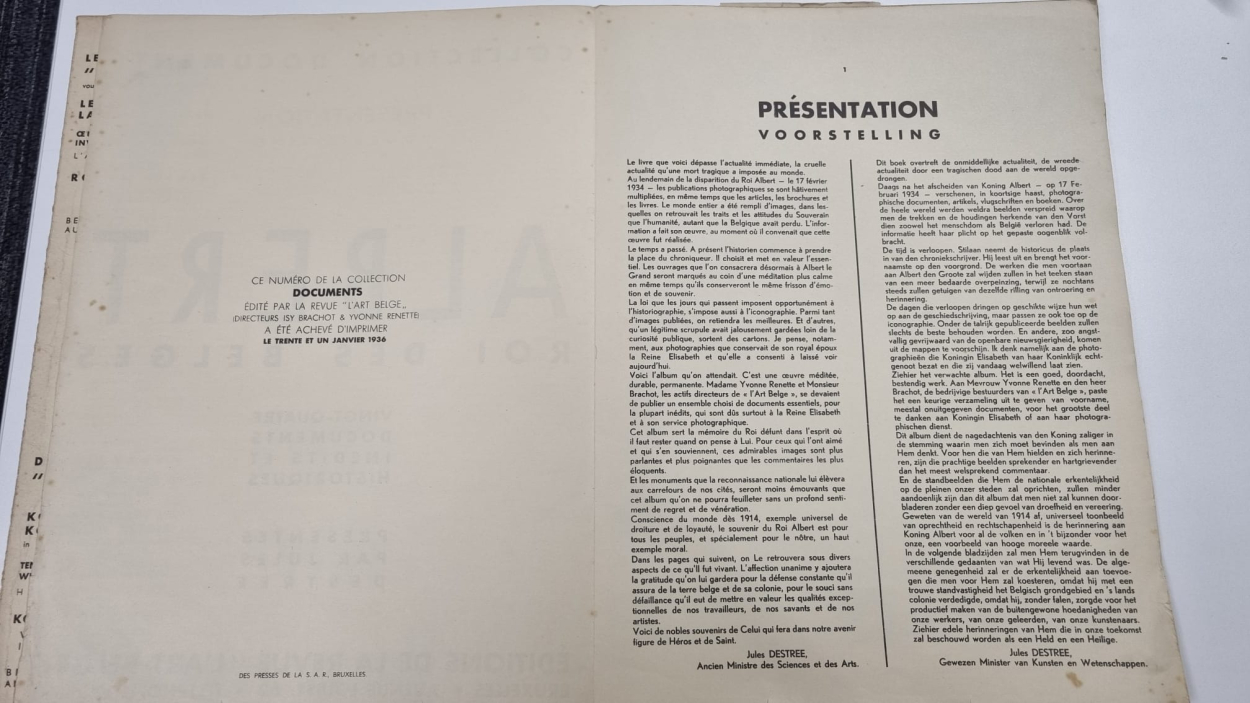 CE NUMÉRO DE LA COLLECTION
DOCUMENTS
ÉDITÉ PAR LA REVUE "L'ART BELGE„
(DIRECTEURS ISY BRACHOT & YVONNE RENETTE)
A ÉTÉ ACHEVÉ D'IMPRIMER
LE TRENTE ET UN JANVIER 1936
DES PRESSES DE LA S. A. R., BRUXELLES
1
PRÉSENTATION
VOORSTELLING
Le livre que voici dépasse l'actualité immédiate, la cruelle
actualité qu'une mort tragique a imposée au monde.
Au lendemain de la disparition du Roi Albert — le 17 février
1934 — les publications photographiques se sont hâtivement
multipliées, en même temps que les articles, les brochures et
les livres. Le monde entier a été rempli d'images, dans les-
quelles on retrouvait les traits et les attitudes du Souverain
que l'humanité, autant que la Belgique avait perdu. L'infor-
mation a fait son œuvre, au moment où il convenait que cette
œuvre fut réalisée.
Le temps a passé. A présent l'historien commence à prendre
la place du chroniqueur. Il choisit et met en valeur l'essen-
tiel. Les ouvrages que l'on consacrera désormais à Albert le
Grand seront marqués au coin d'une méditation plus calme
en même temps qu'ils conserveront le même frisson d'émo-
tion et de souvenir.
La loi que les jours qui passent imposent opportunément à
l'historiographie, s'impose aussi à l'iconographie. Parmi tant
d'images publiées, on retiendra les meilleures. Et d'autres,
qu'un légitime scrupule avait jalousement gardées loin de la
curiosité publique, sortent des cartons. Je pense, notam-
ment, aux photographies que conservait de son royal époux
la Reine Elisabeth et qu'elle a consenti à laissé voir
aujourd'hui.
Voici l'album qu'on attendait. C'est une œuvre méditée,
durable, permanente. Madame Yvonne Renette et Monsieur
Brachot, les actifs directeurs de « l'Art Belge », se devaient
de publier un ensemble choisi de documents essentiels, pour
la plupart inédits, qui sont dûs surtout à la Reine Elisabeth
et à son service photographique.
Cet album sert la mémoire du Roi défunt dans l'esprit où
il faut rester quand on pense à Lui. Pour ceux qui l'ont aimé
et qui s'en souviennent, ces admirables images sont plus
parlantes et plus poignantes que les commentaires les plus
éloquents.
Et les monuments que la reconnaissance nationale lui élèvera
aux carrefours de nos cités, seront moins émouvants que
cet album qu'on ne pourra feuilleter sans un profond senti-
ment de regret et de vénération.
Conscience du monde dès 1914, exemple universel de
droiture et de loyauté, le souvenir du Roi Albert est pour
tous les peuples, et spécialement pour le nôtre, un haut
exemple moral.
Dans les pages qui suivent, on Le retrouvera sous divers
aspects de ce qu'Il fut vivant. L'affection unanime y ajoutera
la gratitude qu'on lui gardera pour la défense constante qu'il
assura de la terre belge et de sa colonie, pour le souci sans
défaillance qu'il eut de mettre en valeur les qualités excep-
tionnelles de nos travailleurs, de nos savants et de nos
artistes.
Voici de nobles souvenirs de Celui qui fera dans notre avenir
figure de Héros et de Saint.
Jules DESTREE,
Ancien Ministre des Sciences et des Arts.
Dit boek overtreft de onmiddellijke actualiteit, de wreede
actualiteit door een tragischen dood aan de wereld opge-
drongen.
Daags na het afscheiden van Koning Albert — op 17 Fe-
bruari 1934 — verschenen, in koortsige haast, photogra-
phische documenten, artikels, vlugschriften en boeken. Over
de heele wereld werden weldra beelden verspreid waarop
men de trekken en de houdingen herkende van den Vorst
dien zoowel het menschdom als België verloren had. De
informatie heeft haar plicht op het gepaste oogenblik vol-
bracht.
De tijd is verloopen. Stilaan neemt de historicus de plaats
in van den chroniekschrijver. Hij leest uit en brengt het voor-
naamste op den voorgrond. De werken die men voortaan
aan Albert den Groote zal wijden zullen in het teeken staan
van een meer bedaarde overpeinzing, terwijl ze nochtans
steeds zullen getuigen van dezelfde rilling van ontroering en
herinnering.
De dagen die verloopen dringen op geschikte wijze hun wet
op aan de geschiedschrijving, maar passen ze ook toe op de
iconographie. Onder de talrijk gepubliceerde beelden zullen
slechts de beste behouden worden. En andere, zoo angst-
vallig gevrijwaard van de openbare nieuwsgierigheid, komen
uit de mappen te voorschijn. Ik denk namelijk aan de photo-
graphieën die Koningin Elisabeth van haar Koninklijk echt-
genoot bezat en die zij vandaag welwillend laat zien.
Ziehier het verwachte album. Het is een goed, doordacht,
bestendig werk. Aan Mevrouw Yvonne Renette en den heer
Brachot, de bedrijvige bestuurders van « l'Art Belge », paste
het een keurige verzameling uit te geven van voorname,
meestal onuitgegeven documenten, voor het grootste deel
te danken aan Koningin Elisabeth of aan haar photogra-
phischen dienst.
Dit album dient de nagedachtenis van den Koning zaliger in
de stemming waarin men zich moet bevinden als men aan
Hem denkt. Voor hen die van Hem hielden en zich herinne-
ren, zijn die prachtige beelden sprekender en hartgrievender
dan het meest welsprekend commentaar.
En de standbeelden die Hem de nationale erkentelijkheid
op de pleinen onzer steden zal oprichten, zullen minder
aandoenlijk zijn dan dit album dat men niet zal kunnen door-
bladeren zonder een diep gevoel van droefheid en vereering.
Geweten van de wereld van 1914 af, universeel toonbeeld
van oprechtheid en rechtschapenheid is de herinnering aan
Koning Albert voor al de volken en in 't bijzonder voor het
onze, een voorbeeld van hooge moreele waarde.
In de volgende bladzijden zal men Hem terugvinden in de
verschillende gedaanten van wat Hij levend was. De alge-
meene genegenheid zal er de erkentelijkheid aan toevoe-
gen die men voor Hem zal koesteren, omdat hij met een
trouwe standvastigheid het Belgisch grondgebied en 's lands
colonie verdedigde, omdat hij, zonder falen, zorgde voor het
productief maken van de buitengewone hoedanigheden van
onze werkers, van onze geleerden, van onze kunstenaars.
Ziehier edele herinneringen van Hem die in onze toekomst
zal beschouwd worden als een Held en een Heilige.
Jules DESTREE,
Gewezen Minister van Kunsten en Wetenschappen.